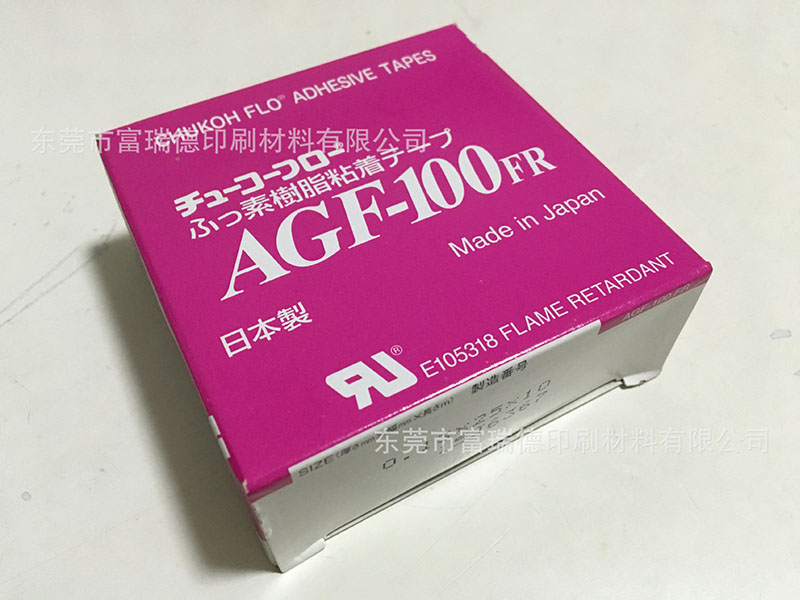 CHUKOH FLO® ADHESIVE TAPES
东莞市富瑞德印刷材料有限公司
チューコーフロー®
ふっ素樹脂粘着テープ
AGF-100FR
Made in Japan
日本製
RU®
E105318 FLAME RETARDANT
AGF-100 FR
製造番号
SIZE
东莞市富瑞德印刷材料有限公司